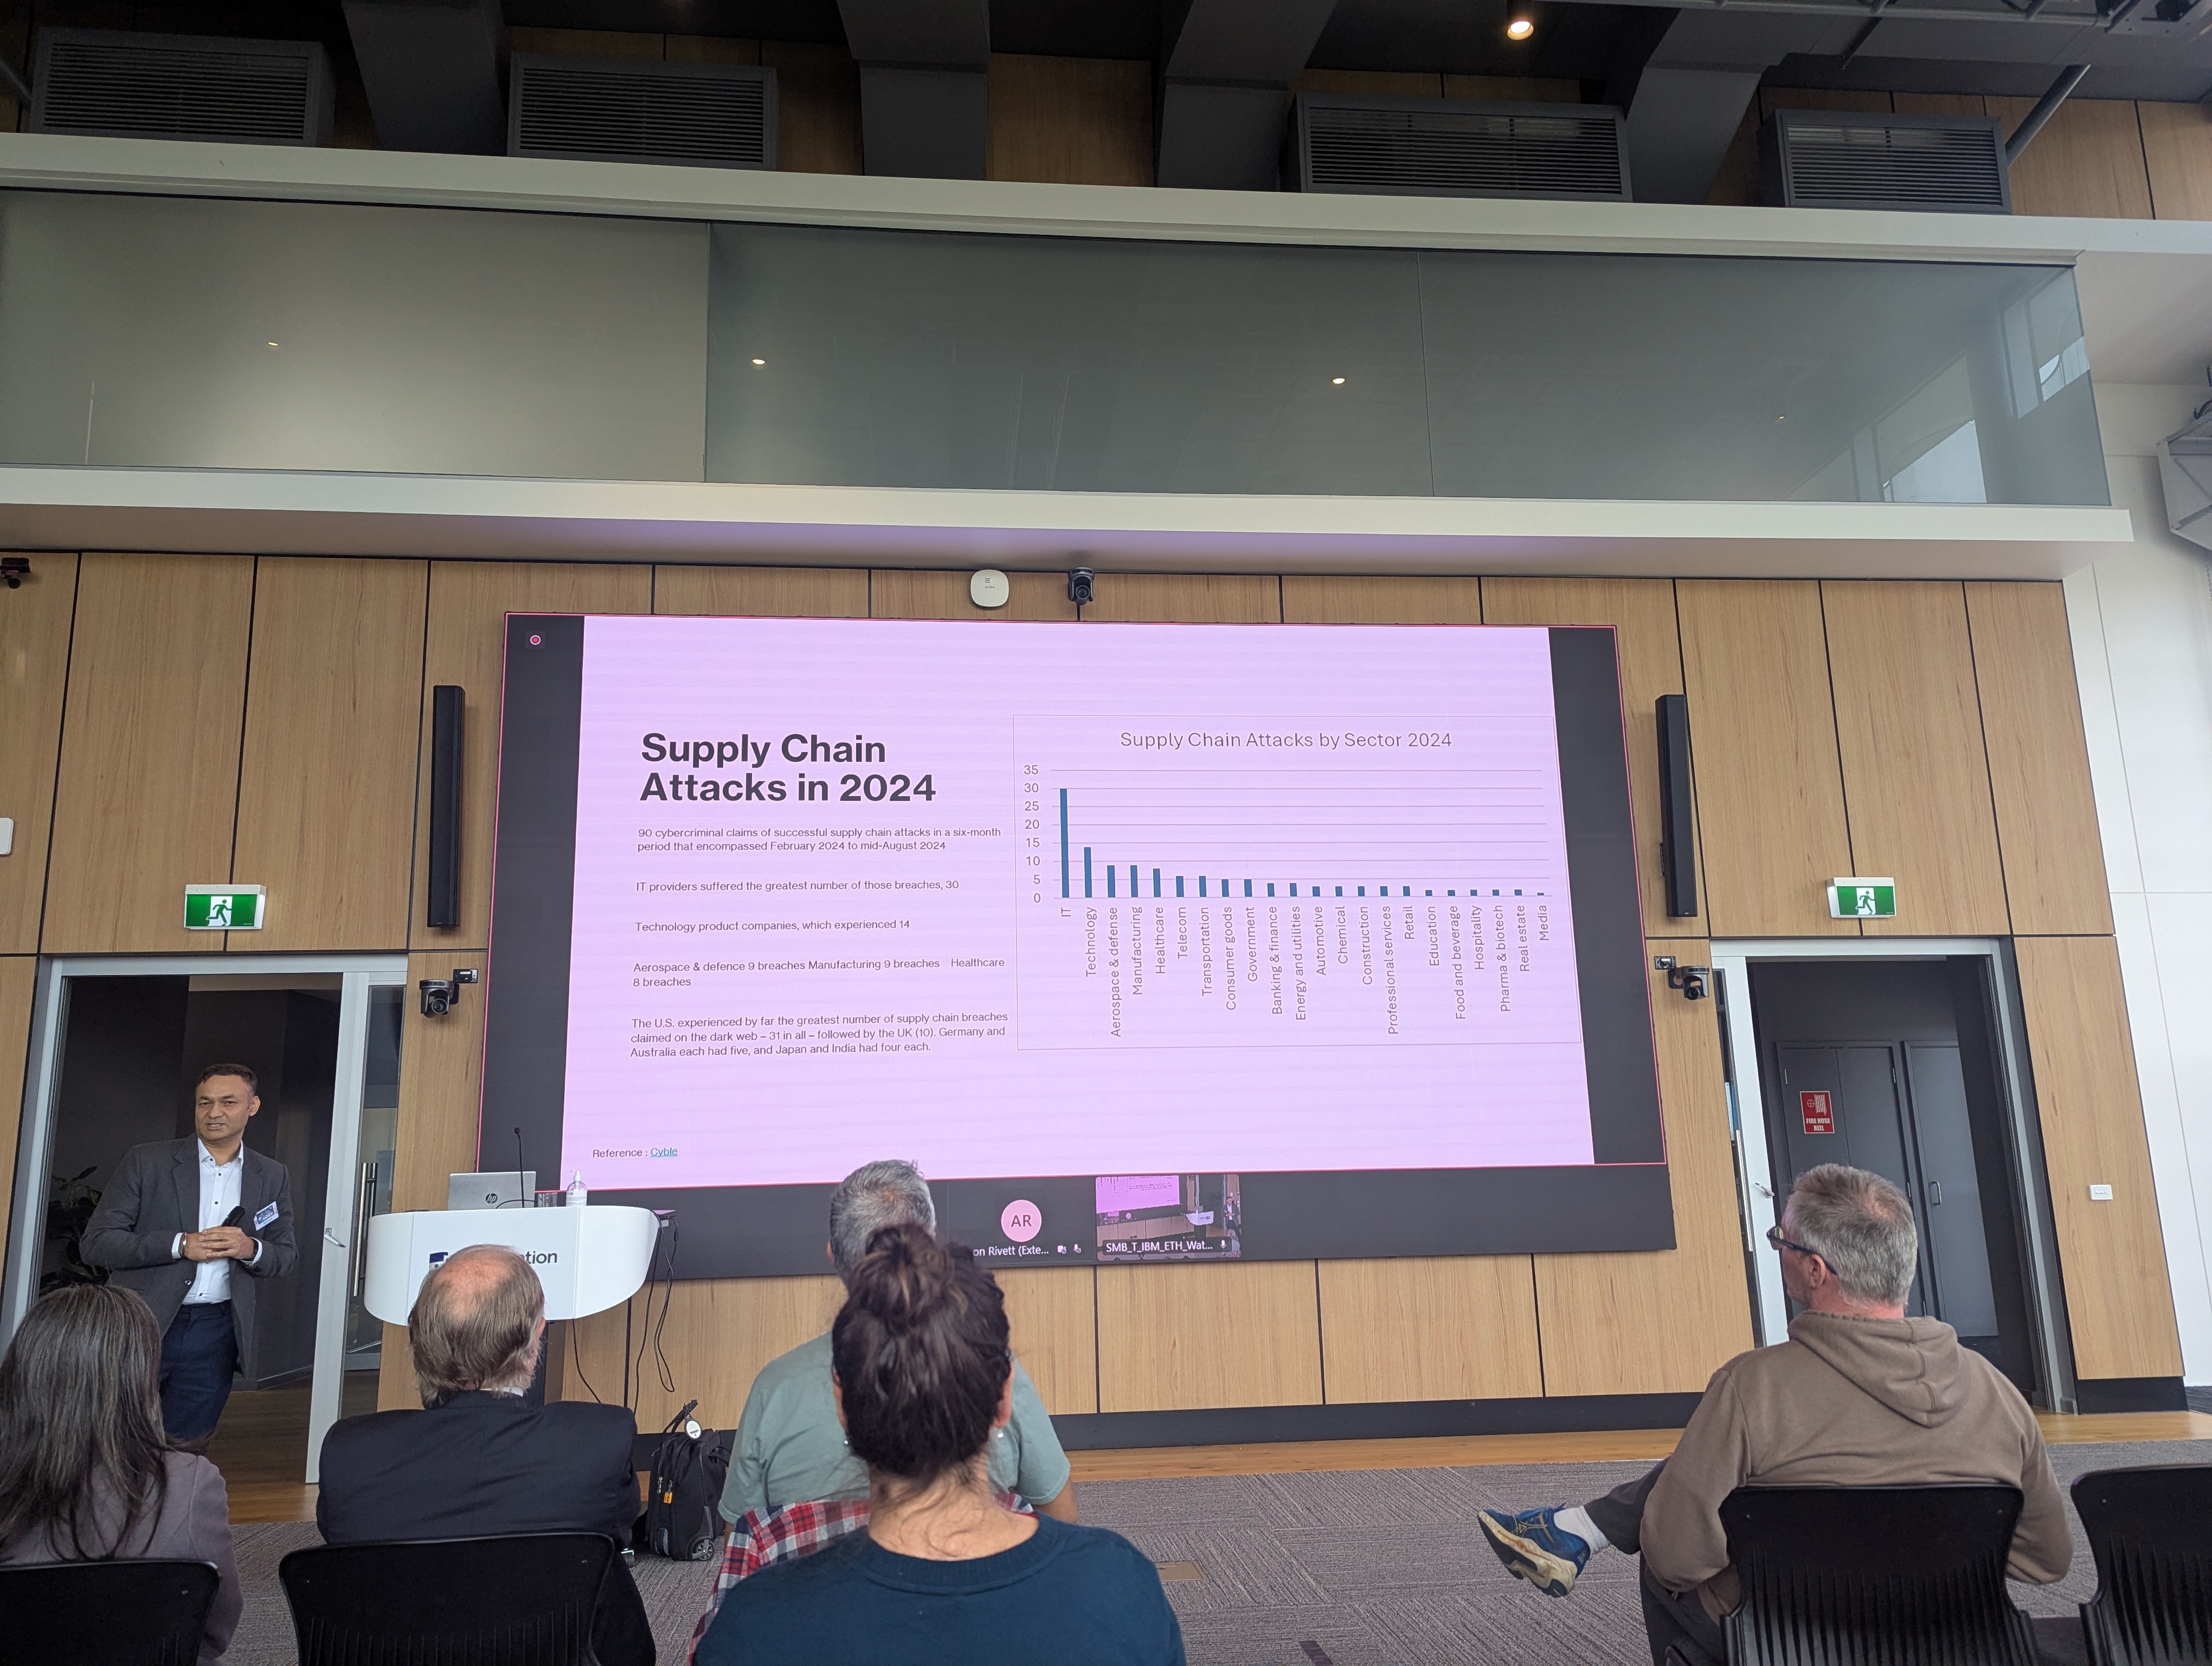 Supply Chain
Attacks in 2024
90 cybercriminal claims of successful supply chain attacks in a six-month
period that encompassed February 2024 to mid-August 2024
IT providers suffered the greatest number of those breaches, 30
Technology product companies, which experienced 14
Aerospace & defence 9 breaches Manufacturing 9 breaches Healthcare
8 breaches
The U.S. experienced by far the greatest number of supply chain breaches
claimed on the dark web – 31 in all – followed by the UK (10). Germany and
Australia each had five, and Japan and India had four each.
Reference : Cyble
Supply Chain Attacks by Sector 2024
35
30
25
20
15
10
5
0
IT
Technology
Aerospace & defense
Manufacturing
Healthcare
Telecom
Transportation
Consumer goods
Government
Banking & finance
Energy and utilities
Automotive
Chemical
Construction
Professional services
Retail
Education
Food and beverage
Hospitality
Pharma & biotech
Real estate
Media
AR
on Rivett (Exte...
SMB_T_IBM_ETH_Wat...
hp
tion
FIRE HOSE
REEL